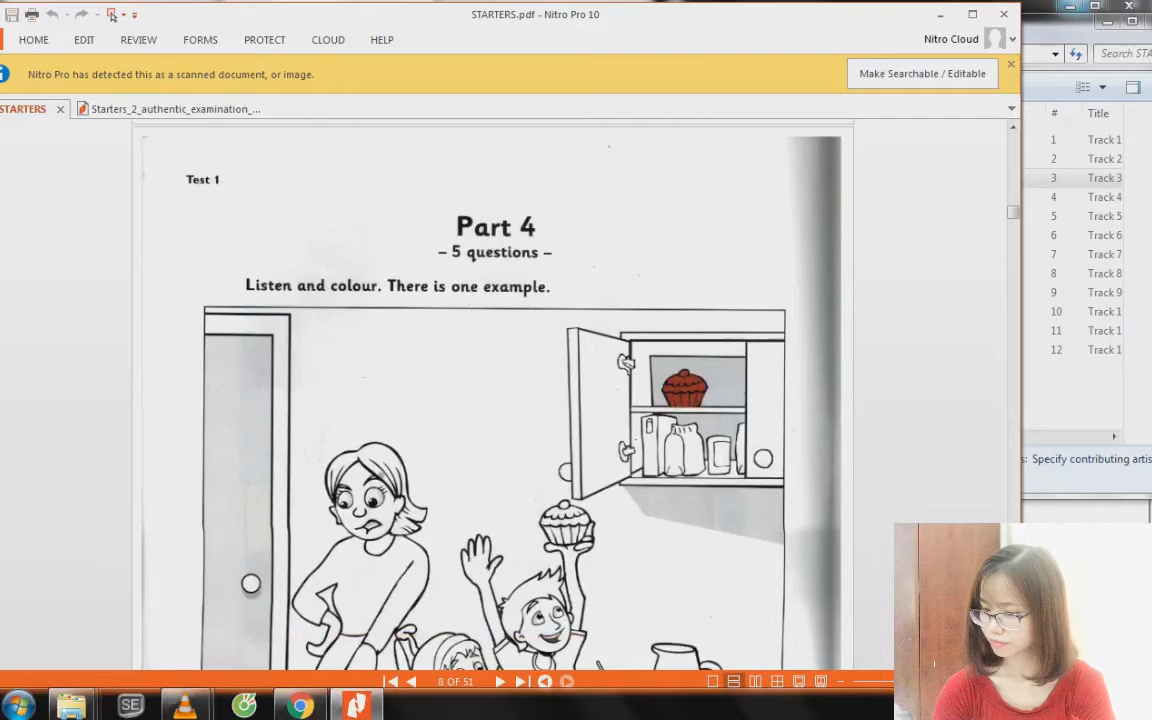 STARTERS.pdf - Nitro Pro 10
HOME EDIT REVIEW FORMS PROTECT CLOUD HELP
Nitro Cloud
Search STA
Nitro Pro has detected this as a scanned document, or image.
Make Searchable / Editable
STARTERS
Starters_2_authentic_examination_...
# Title
1 Track 1
2 Track 2
3 Track 3
4 Track 4
5 Track 5
6 Track 6
7 Track 7
8 Track 8
9 Track 9
10 Track 1
11 Track 1
12 Track 1
Test 1
Part 4
– 5 questions –
Listen and colour. There is one example.
s: Specify contributing artis
8 OF 51
SE